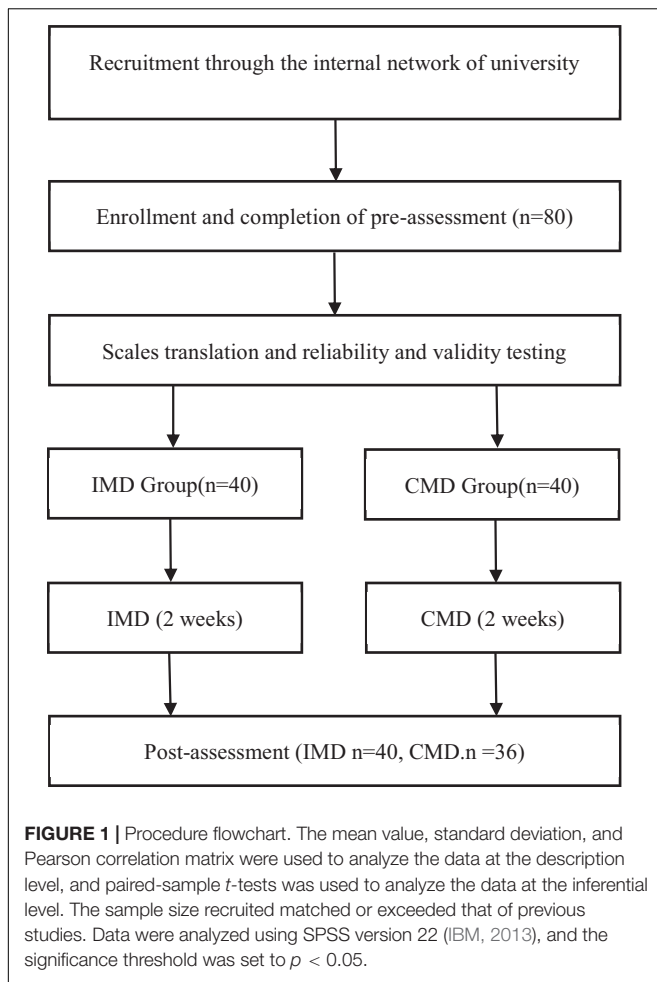 Recruitment through the internal network of university
Enrollment and completion of pre-assessment (n=80)
Scales translation and reliability and validity testing
IMD Group(n=40)
CMD Group(n=40)
IMD (2 weeks)
CMD (2 weeks)
Post-assessment (IMD n=40, CMD.n =36)
FIGURE 1 | Procedure flowchart. The mean value, standard deviation, and
Pearson correlation matrix were used to analyze the data at the description
level, and paired-sample t-tests was used to analyze the data at the inferential
level. The sample size recruited matched or exceeded that of previous
studies. Data were analyzed using SPSS version 22 (IBM, 2013), and the
significance threshold was set to p < 0.05.